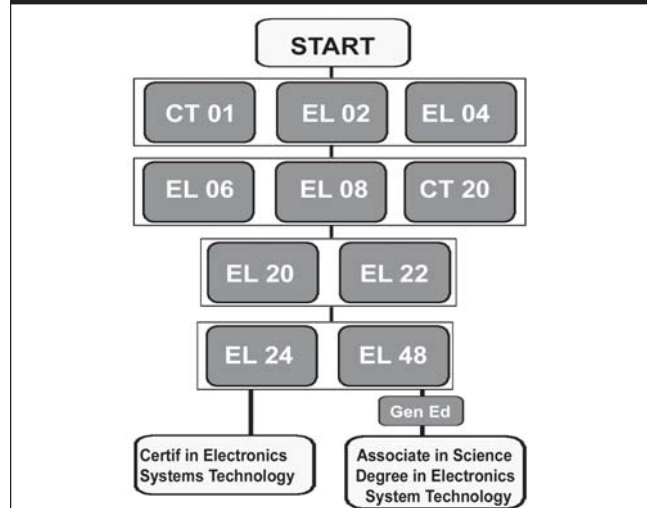 START
CT 01 EL 02 EL 04
EL 06 EL 08 CT 20
EL 20 EL 22
EL 24 EL 48
Gen Ed
Certif in Electronics
Systems Technology
Associate in Science
Degree in Electronics
System Technology